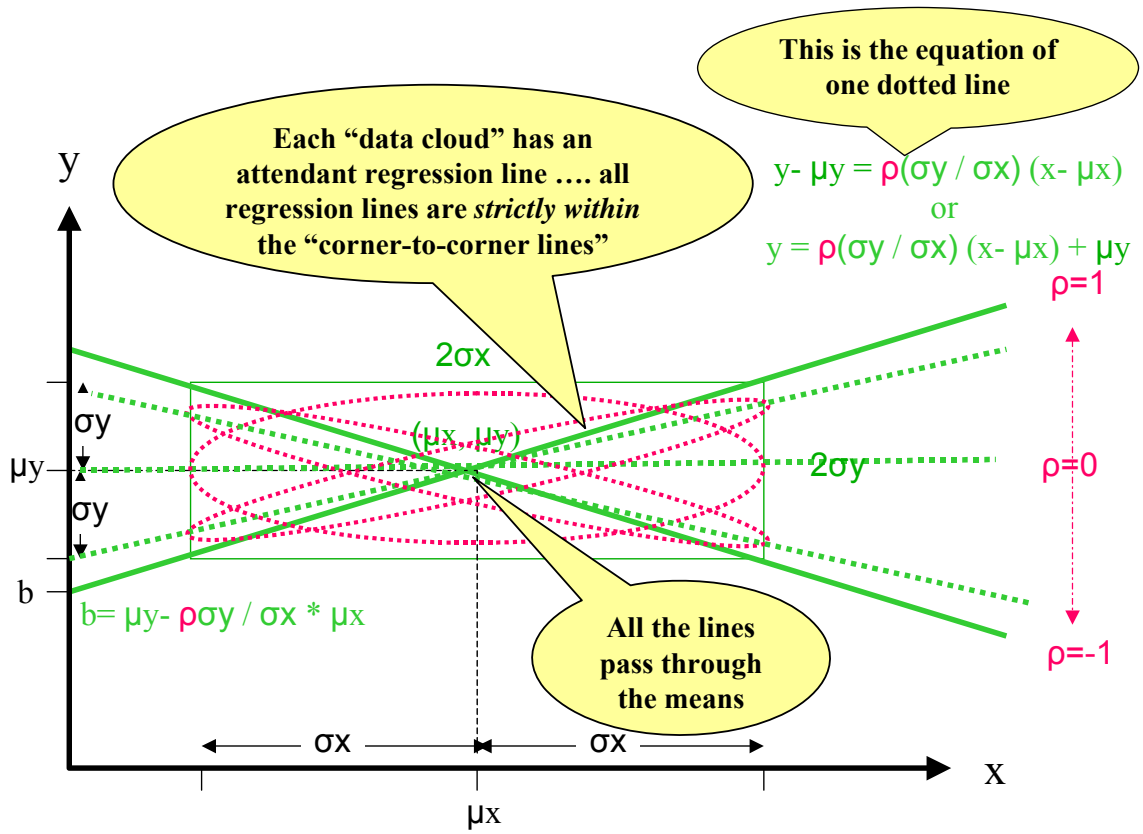 This is the equation of
one dotted line
Each “data cloud” has an
attendant regression line …. all
regression lines are strictly within
the “corner-to-corner lines”
y
y- μy = ρ(σy / σx) (x- μx)
or
y = ρ(σy / σx) (x- μx) + μy
ρ=1
2σx
σy
(μx, μy)
μy
2σy
ρ=0
σy
b
b= μy- ρσy / σx * μx
All the lines
pass through
the means
ρ=-1
σx
σx
x
μx